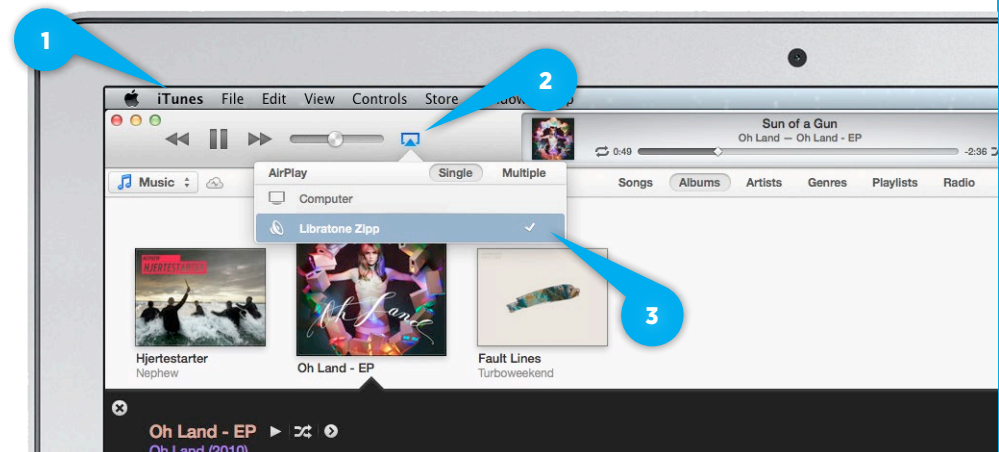 1
2
iTunes File Edit View Controls Store
Sun of a Gun
Oh Land — Oh Land - EP
0:49
-2:36
AirPlay Single Multiple
Music
Songs Albums Artists Genres Playlists Radio
Computer
Libratone Zipp
3
HJERTESTARTER
Oh Land
Hjertestarter
Nephew
Oh Land - EP
Fault Lines
Turboweekend
Oh Land - EP
Oh Land (2010)